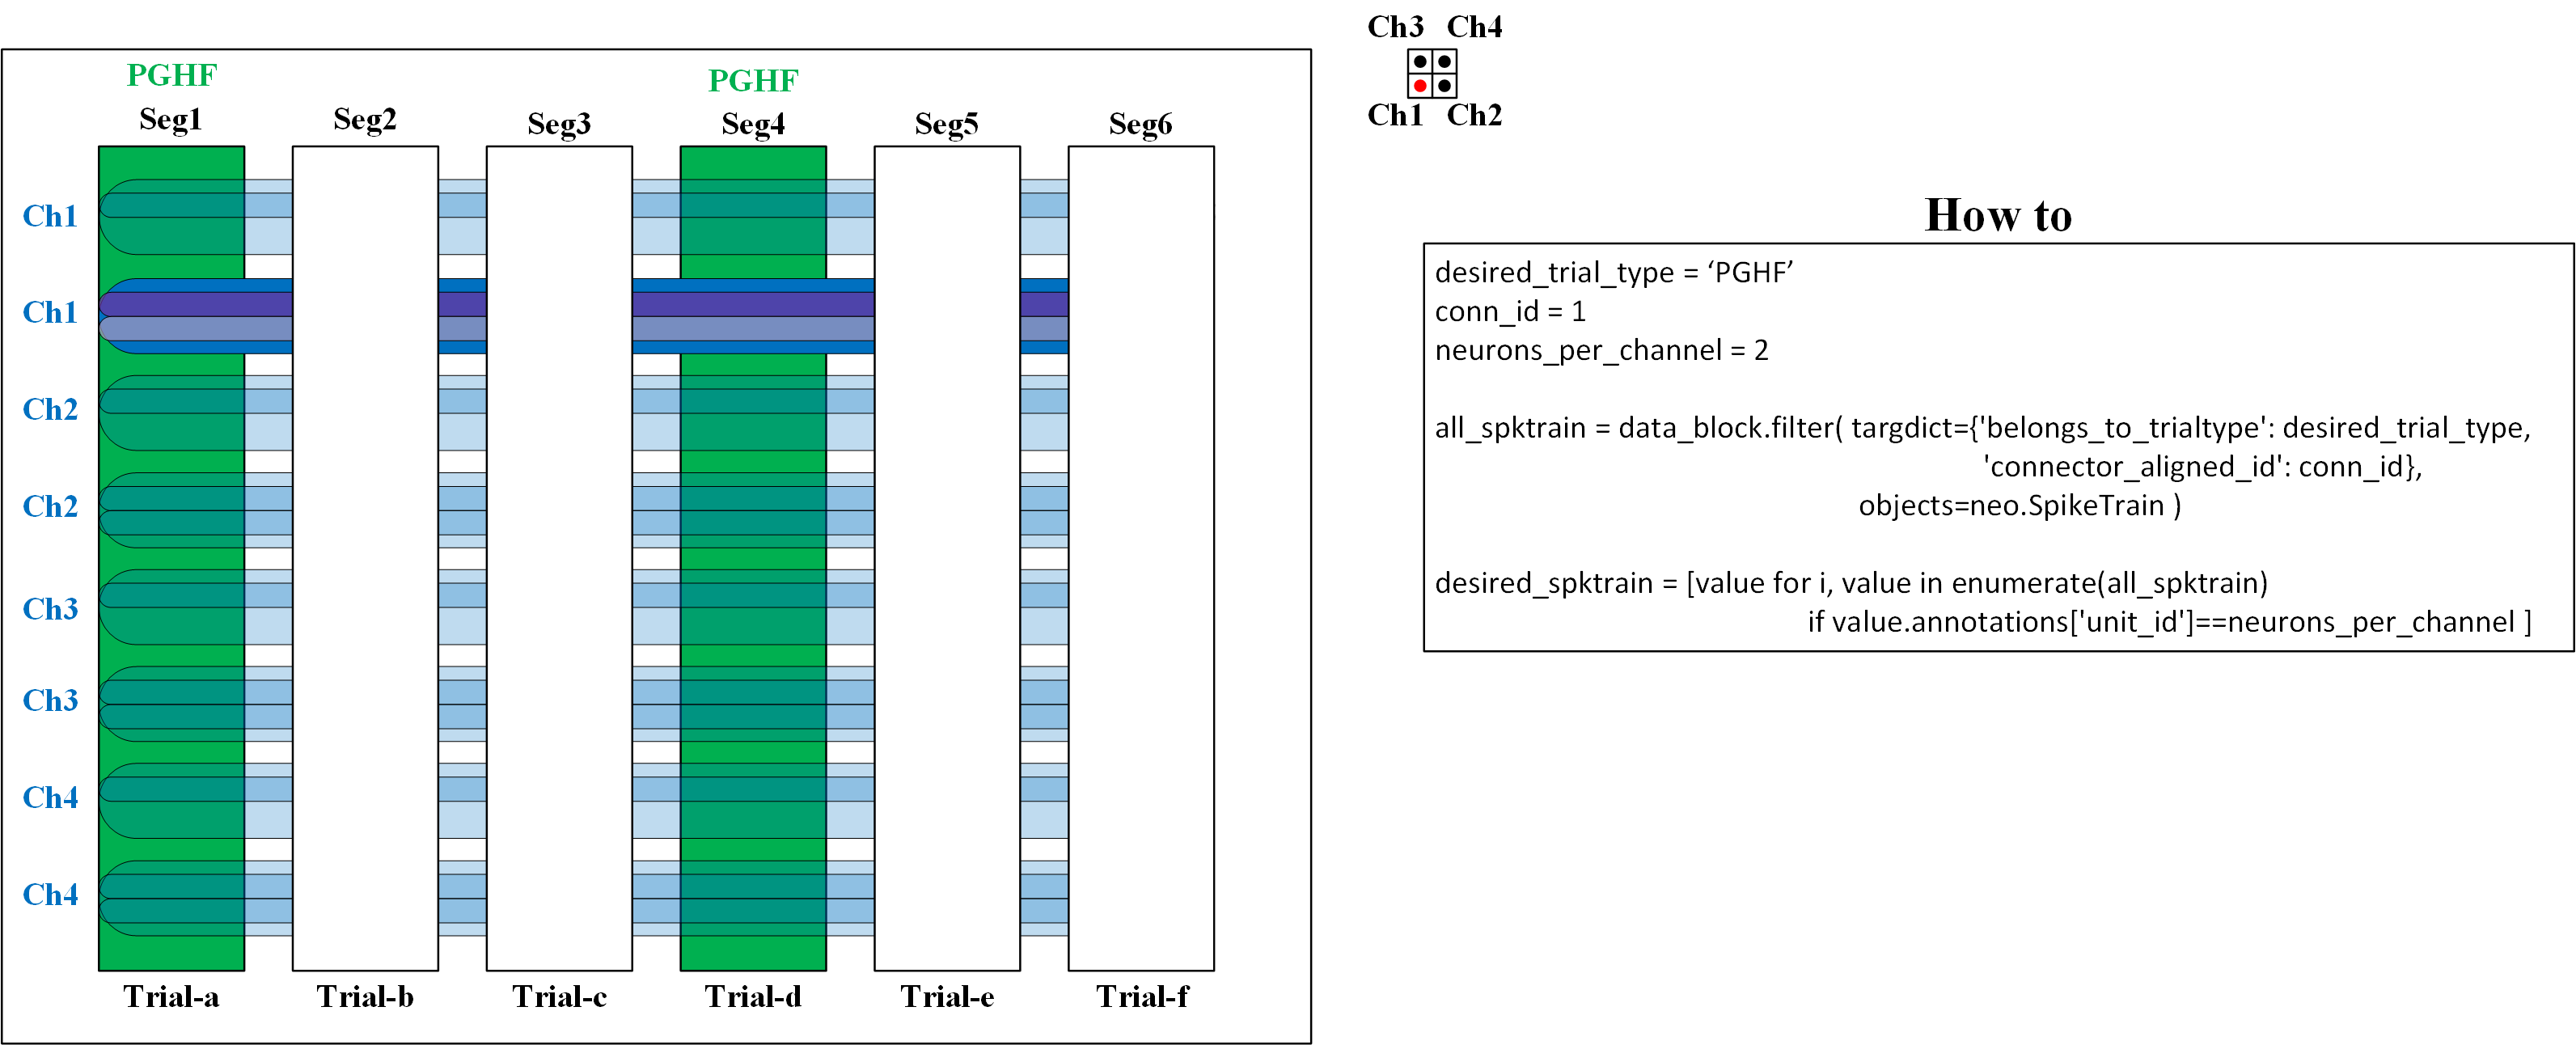 PGHF PGHF
Seg1 Seg2 Seg3 Seg4 Seg5 Seg6
Ch1
Ch1
Ch2
Ch2
Ch3
Ch3
Ch4
Ch4
Trial-a Trial-b Trial-c Trial-d Trial-e Trial-f
Ch3 Ch4
Ch1 Ch2
How to
desired_trial_type = ‘PGHF’
conn_id = 1
neurons_per_channel = 2
all_spktrain = data_block.filter( targdict={'belongs_to_trialtype': desired_trial_type,
'connector_aligned_id': conn_id},
objects=neo.SpikeTrain )
desired_spktrain = [value for i, value in enumerate(all_spktrain)
if value.annotations['unit_id']==neurons_per_channel ]